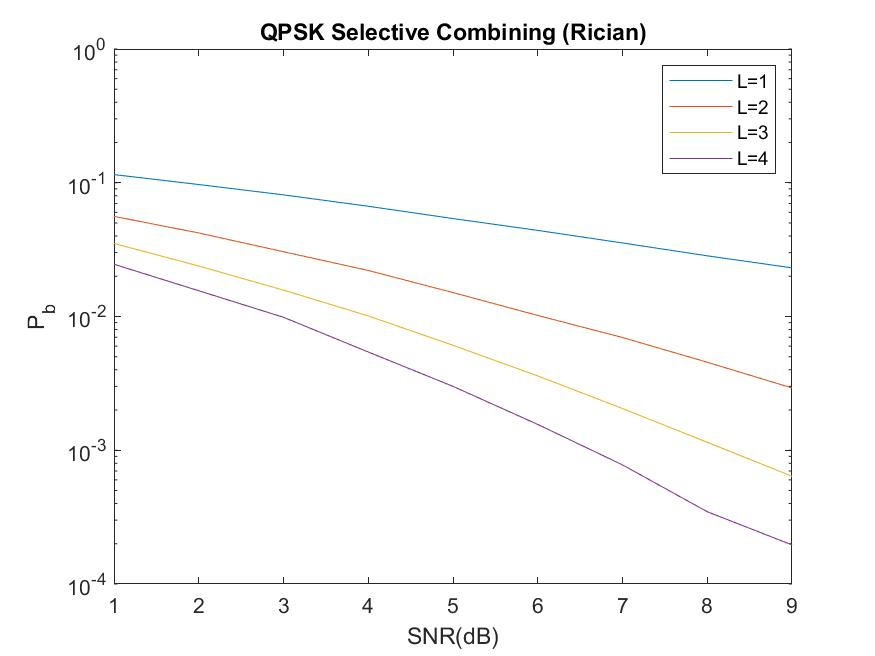 QPSK Selective Combining (Rician)
10^0
10^-1
10^-2
10^-3
10^-4
P_b
L=1
L=2
L=3
L=4
1 2 3 4 5 6 7 8 9
SNR(dB)